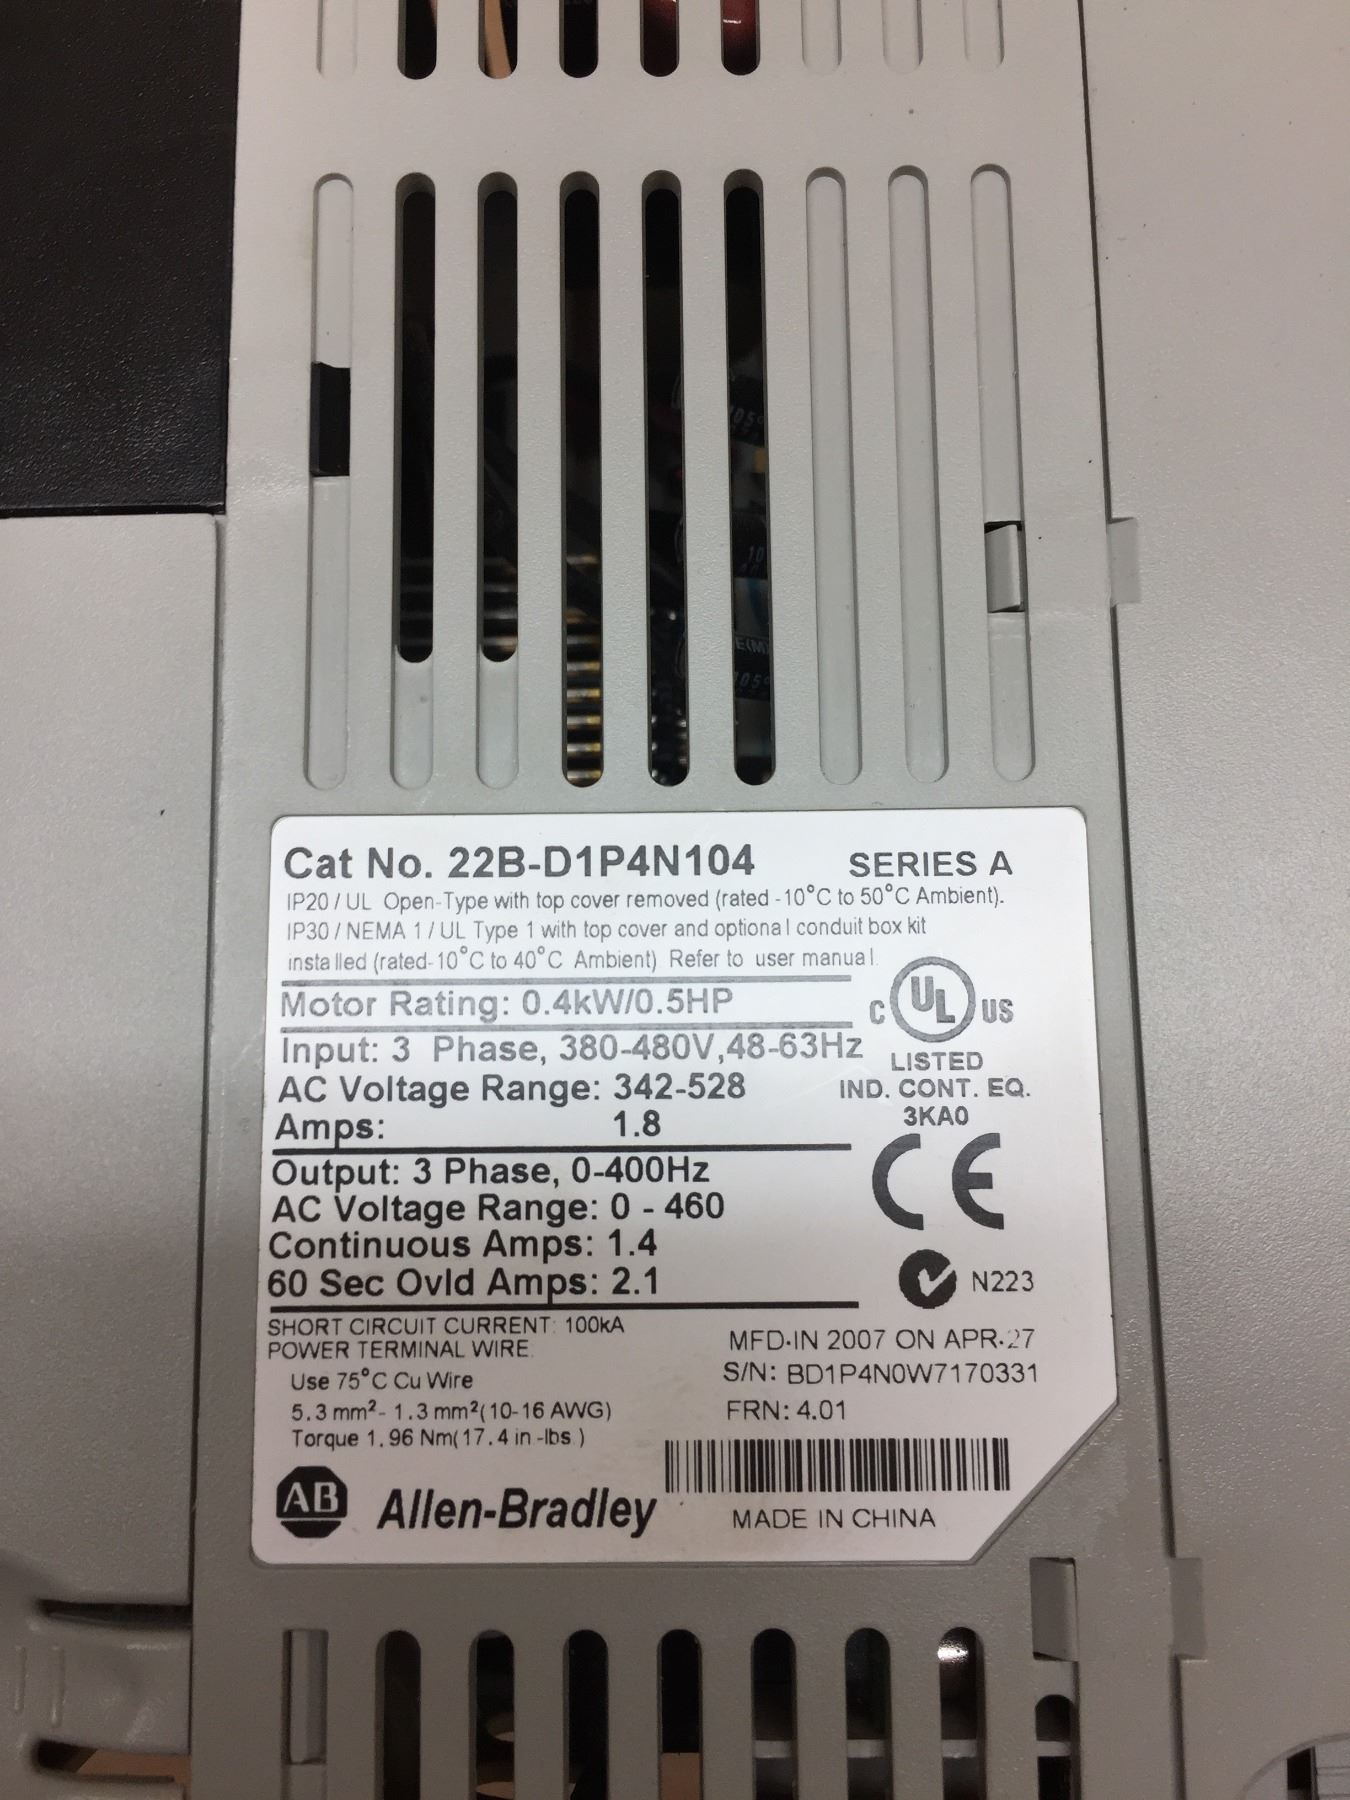 105°
10
E(M)
105°
Cat No. 22B-D1P4N104 SERIES A
IP20 / UL Open-Type with top cover removed (rated -10°C to 50°C Ambient).
IP30 / NEMA 1 / UL Type 1 with top cover and optional conduit box kit
installed (rated-10°C to 40°C Ambient) Refer to user manual.
Motor Rating: 0.4kW/0.5HP
C UL US
Input: 3 Phase, 380-480V,48-63Hz
LISTED
AC Voltage Range: 342-528
IND. CONT. EQ.
Amps: 1.8
3KA0
CE
Output: 3 Phase, 0-400Hz
AC Voltage Range: 0 - 460
Continuous Amps: 1.4
60 Sec Ovld Amps: 2.1
N223
SHORT CIRCUIT CURRENT: 100kA
POWER TERMINAL WIRE:
Use 75°C Cu Wire
5.3 mm²- 1.3 mm²(10-16 AWG)
Torque 1.96 Nm(17.4 in-lbs.)
MFD.IN 2007 ON APR.27
S/N: BD1P4N0W7170331
FRN: 4.01
AB Allen-Bradley
MADE IN CHINA